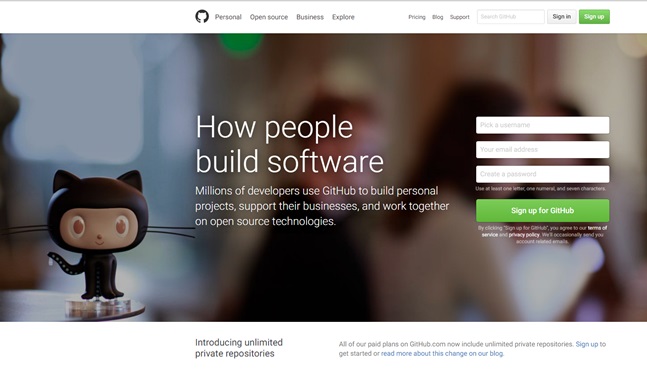 Personal Open source Business Explore Pricing Blog Support Search GitHub Sign in Sign up
How people
build software
Millions of developers use GitHub to build personal
projects, support their businesses, and work together
on open source technologies.
Pick a username
Your email address
Create a password
Use at least one letter, one numeral, and seven characters.
Sign up for GitHub
By clicking "Sign up for GitHub", you agree to our terms of
service and privacy policy. We'll occasionally send you
account related emails.
Introducing unlimited
private repositories
All of our paid plans on GitHub.com now include unlimited private repositories. Sign up to
get started or read more about this change on our blog.